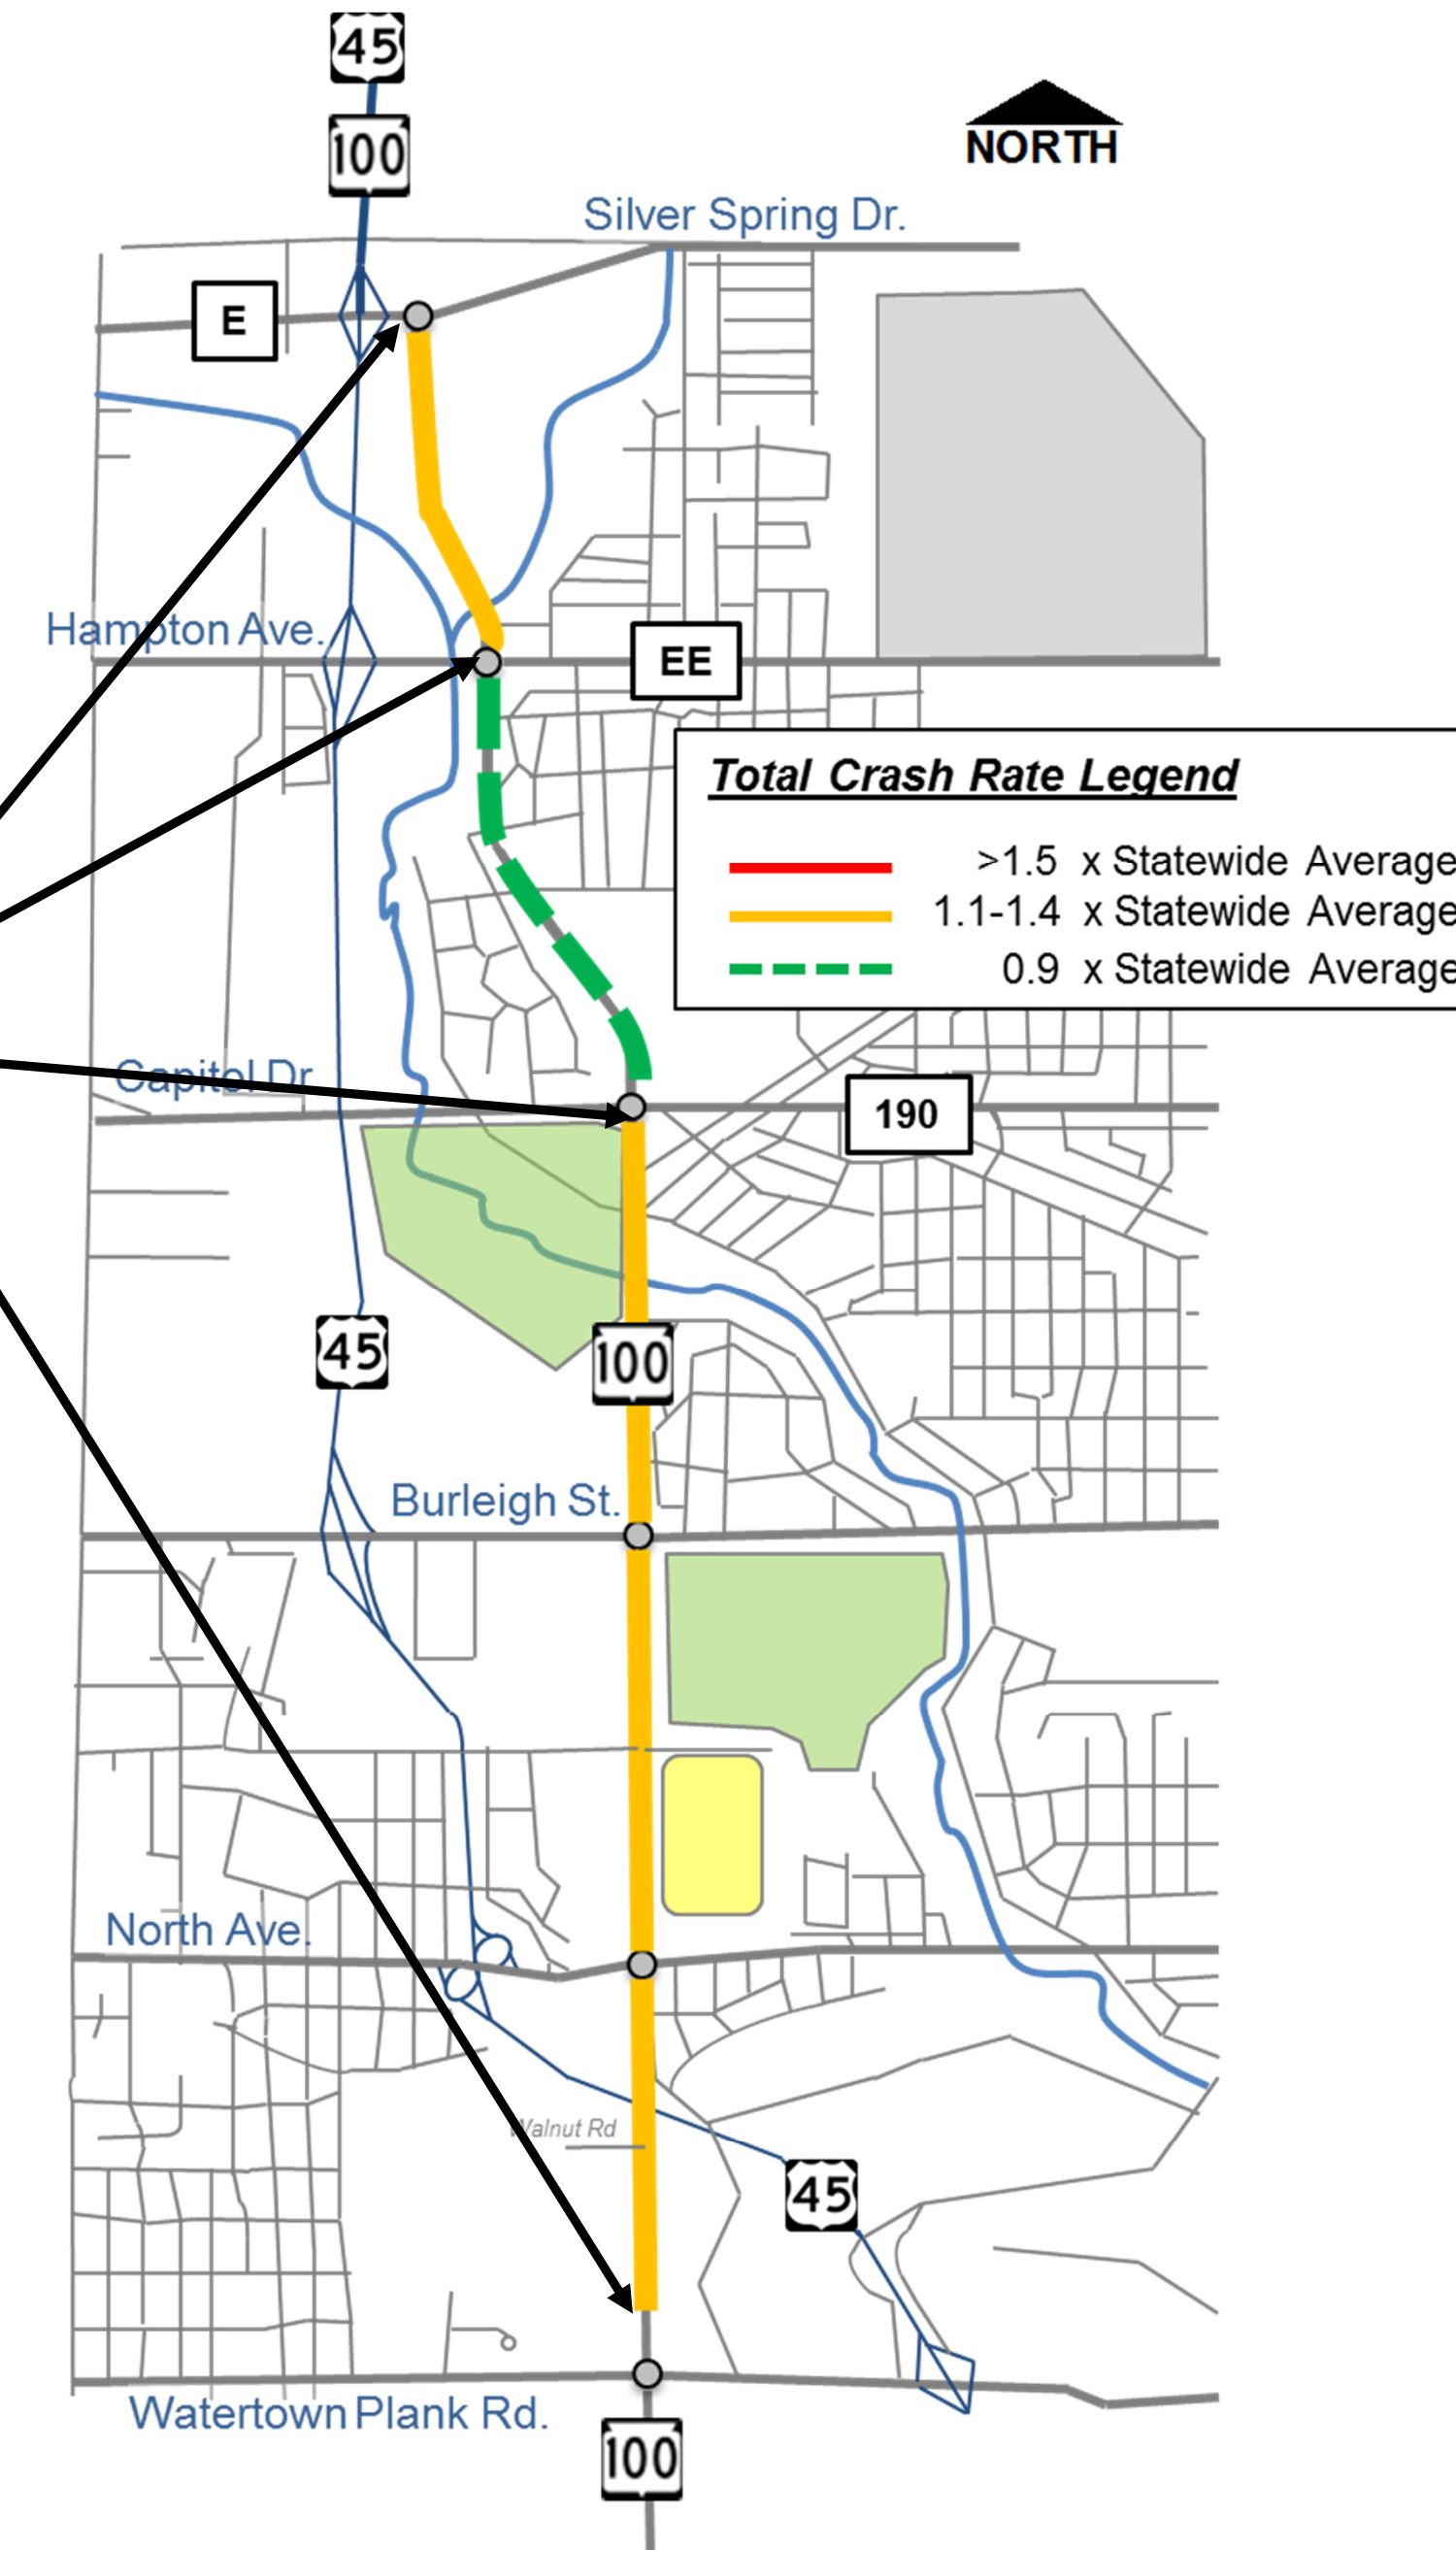 45
100
NORTH
Silver Spring Dr.
E
Hampton Ave.
EE
Total Crash Rate Legend
>1.5 x Statewide Average
1.1-1.4 x Statewide Average
0.9 x Statewide Average
Capitol Dr
190
45
100
Burleigh St.
North Ave.
Walnut Rd
45
Watertown Plank Rd.
100